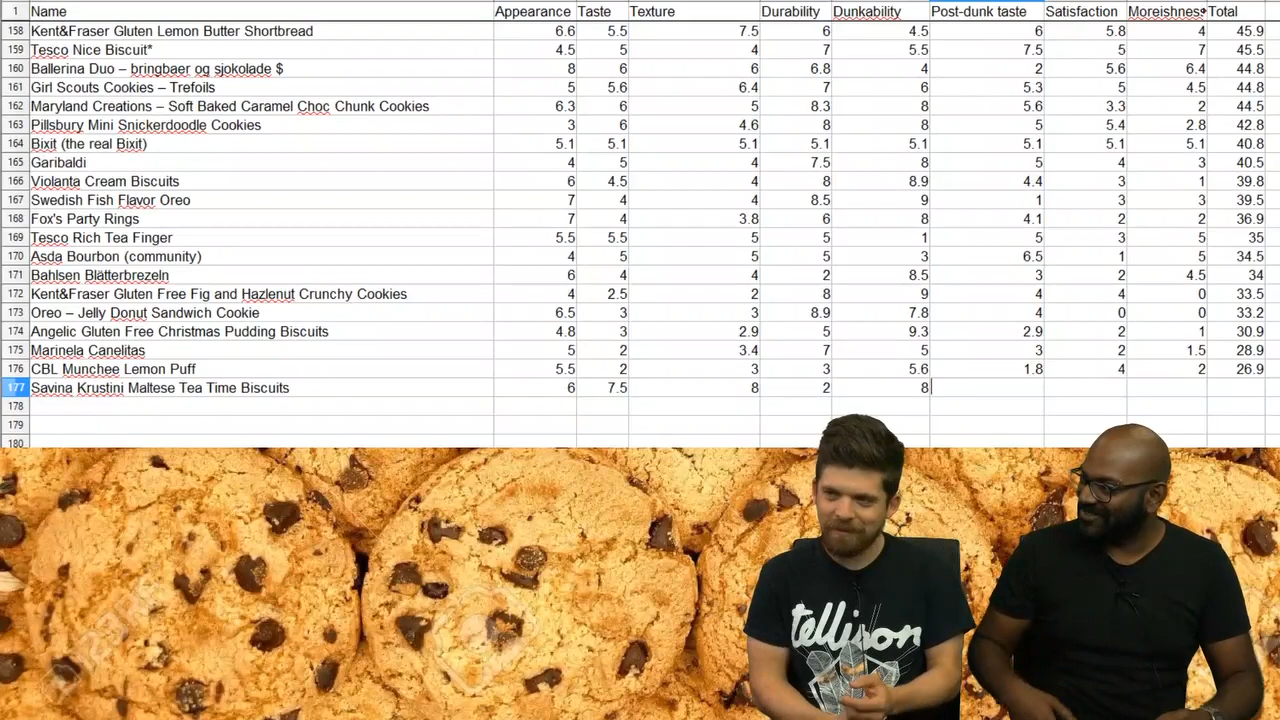 1 Name Appearance Taste Texture Durability Dunkability Post-dunk taste Satisfaction Moreishness Total
158 Kent&Fraser Gluten Lemon Butter Shortbread 6.6 5.5 7.5 6 4.5 6 5.8 4 45.9
159 Tesco Nice Biscuit* 4.5 5 4 7 5.5 7.5 5 7 45.5
160 Ballerina Duo – bringbaer og sjokolade $ 8 6 6 6.8 4 2 5.6 6.4 44.8
161 Girl Scouts Cookies – Trefoils 5 5.6 6.4 7 6 5.3 5 4.5 44.8
162 Maryland Creations – Soft Baked Caramel Choc Chunk Cookies 6.3 6 5 8.3 8 5.6 3.3 2 44.5
163 Pillsbury Mini Snickerdoodle Cookies 3 6 4.6 8 8 5 5.4 2.8 42.8
164 Bixit (the real Bixit) 5.1 5.1 5.1 5.1 5.1 5.1 5.1 5.1 40.8
165 Garibaldi 4 5 4 7.5 8 5 4 3 40.5
166 Violanta Cream Biscuits 6 4.5 4 8 8.9 4.4 3 1 39.8
167 Swedish Fish Flavor Oreo 7 4 4 8.5 9 1 3 3 39.5
168 Fox's Party Rings 7 4 3.8 6 8 4.1 2 2 36.9
169 Tesco Rich Tea Finger 5.5 5.5 5 5 1 5 3 5 35
170 Asda Bourbon (community) 4 5 5 5 3 6.5 1 5 34.5
171 Bahlsen Blätterbrezeln 6 4 4 2 8.5 3 2 4.5 34
172 Kent&Fraser Gluten Free Fig and Hazlenut Crunchy Cookies 4 2.5 2 8 9 4 4 0 33.5
173 Oreo – Jelly Donut Sandwich Cookie 6.5 3 3 8.9 7.8 4 0 0 33.2
174 Angelic Gluten Free Christmas Pudding Biscuits 4.8 3 2.9 5 9.3 2.9 2 1 30.9
175 Marinela Canelitas 5 2 3.4 7 5 3 2 1.5 28.9
176 CBL Munchee Lemon Puff 5.5 2 3 3 5.6 1.8 4 2 26.9
177 Savina Krustini Maltese Tea Time Biscuits 6 7.5 8 2 8
178
179
180
tellison